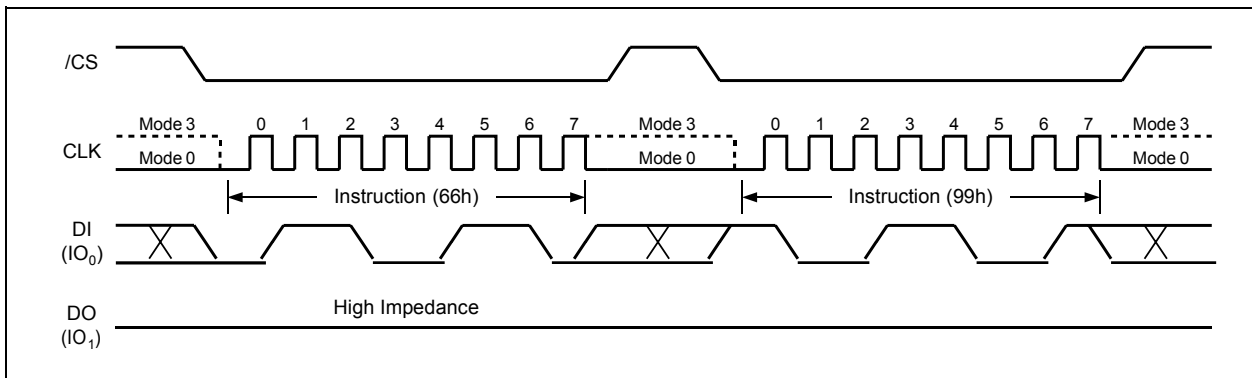 /CS
Mode 3 0 1 2 3 4 5 6 7 Mode 3 0 1 2 3 4 5 6 7 Mode 3
CLK
Mode 0 Mode 0 Mode 0
Instruction (66h) Instruction (99h)
DI
(IO0)
High Impedance
DO
(IO1)